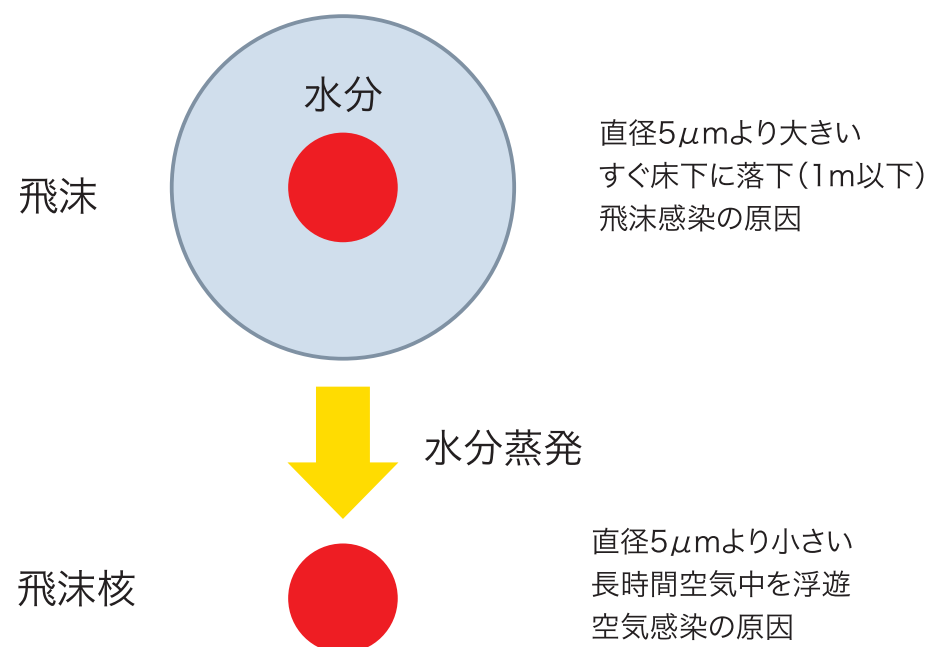 水分
飛沫
直径5μmより大きい
すぐ床下に落下（1m以下）
飛沫感染の原因
水分蒸発
飛沫核
直径5μmより小さい
長時間空気中を浮遊
空気感染の原因